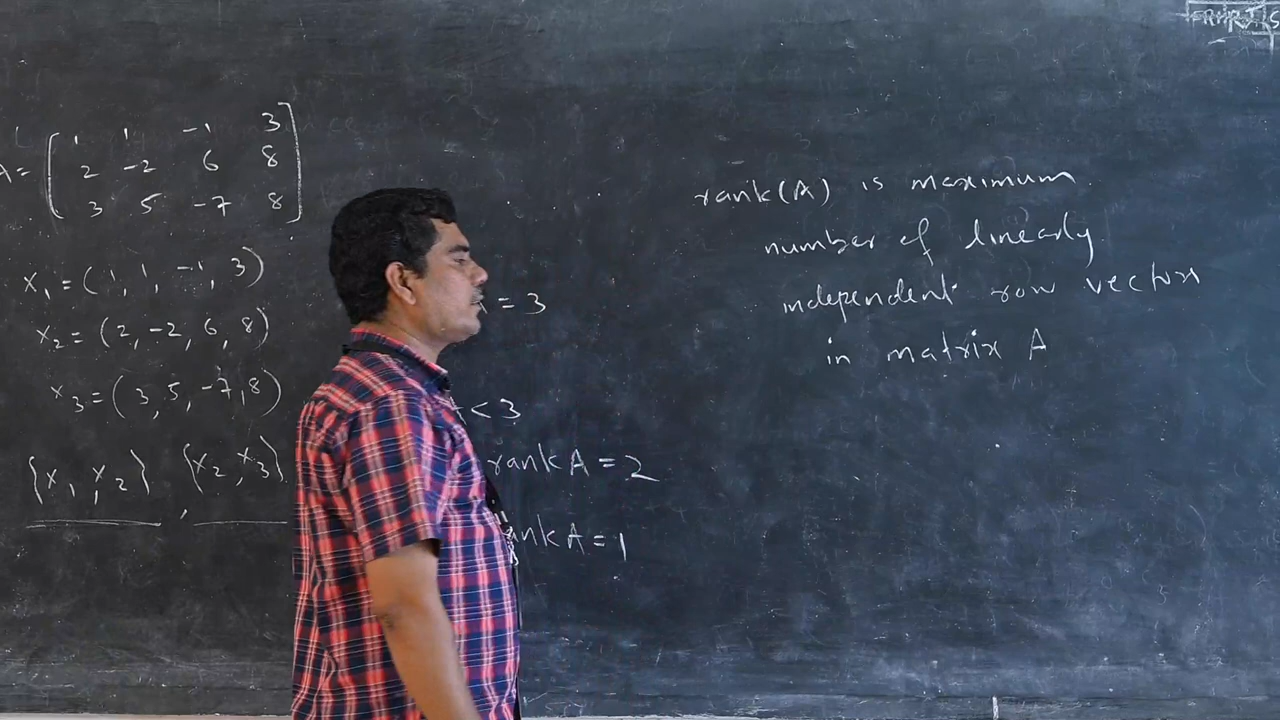 A = [ 1 1 -1 3
2 -2 6 8
3 5 -7 8 ]
x₁ = (1, 1, -1, 3)
x₂ = (2, -2, 6, 8)
x₃ = (3, 5, -7, 8)
{x₁, x₂}, {x₂, x₃}
= 3
< 3
rank A = 2
ank A = 1
rank(A) is maximum
number of linearly
independent row vectors
in matrix A